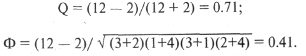 Q = (12 – 2)/(12 + 2) = 0.71;
Φ = (12 – 2)/ √(3+2)(1+4)(3+1)(2+4) = 0.41.